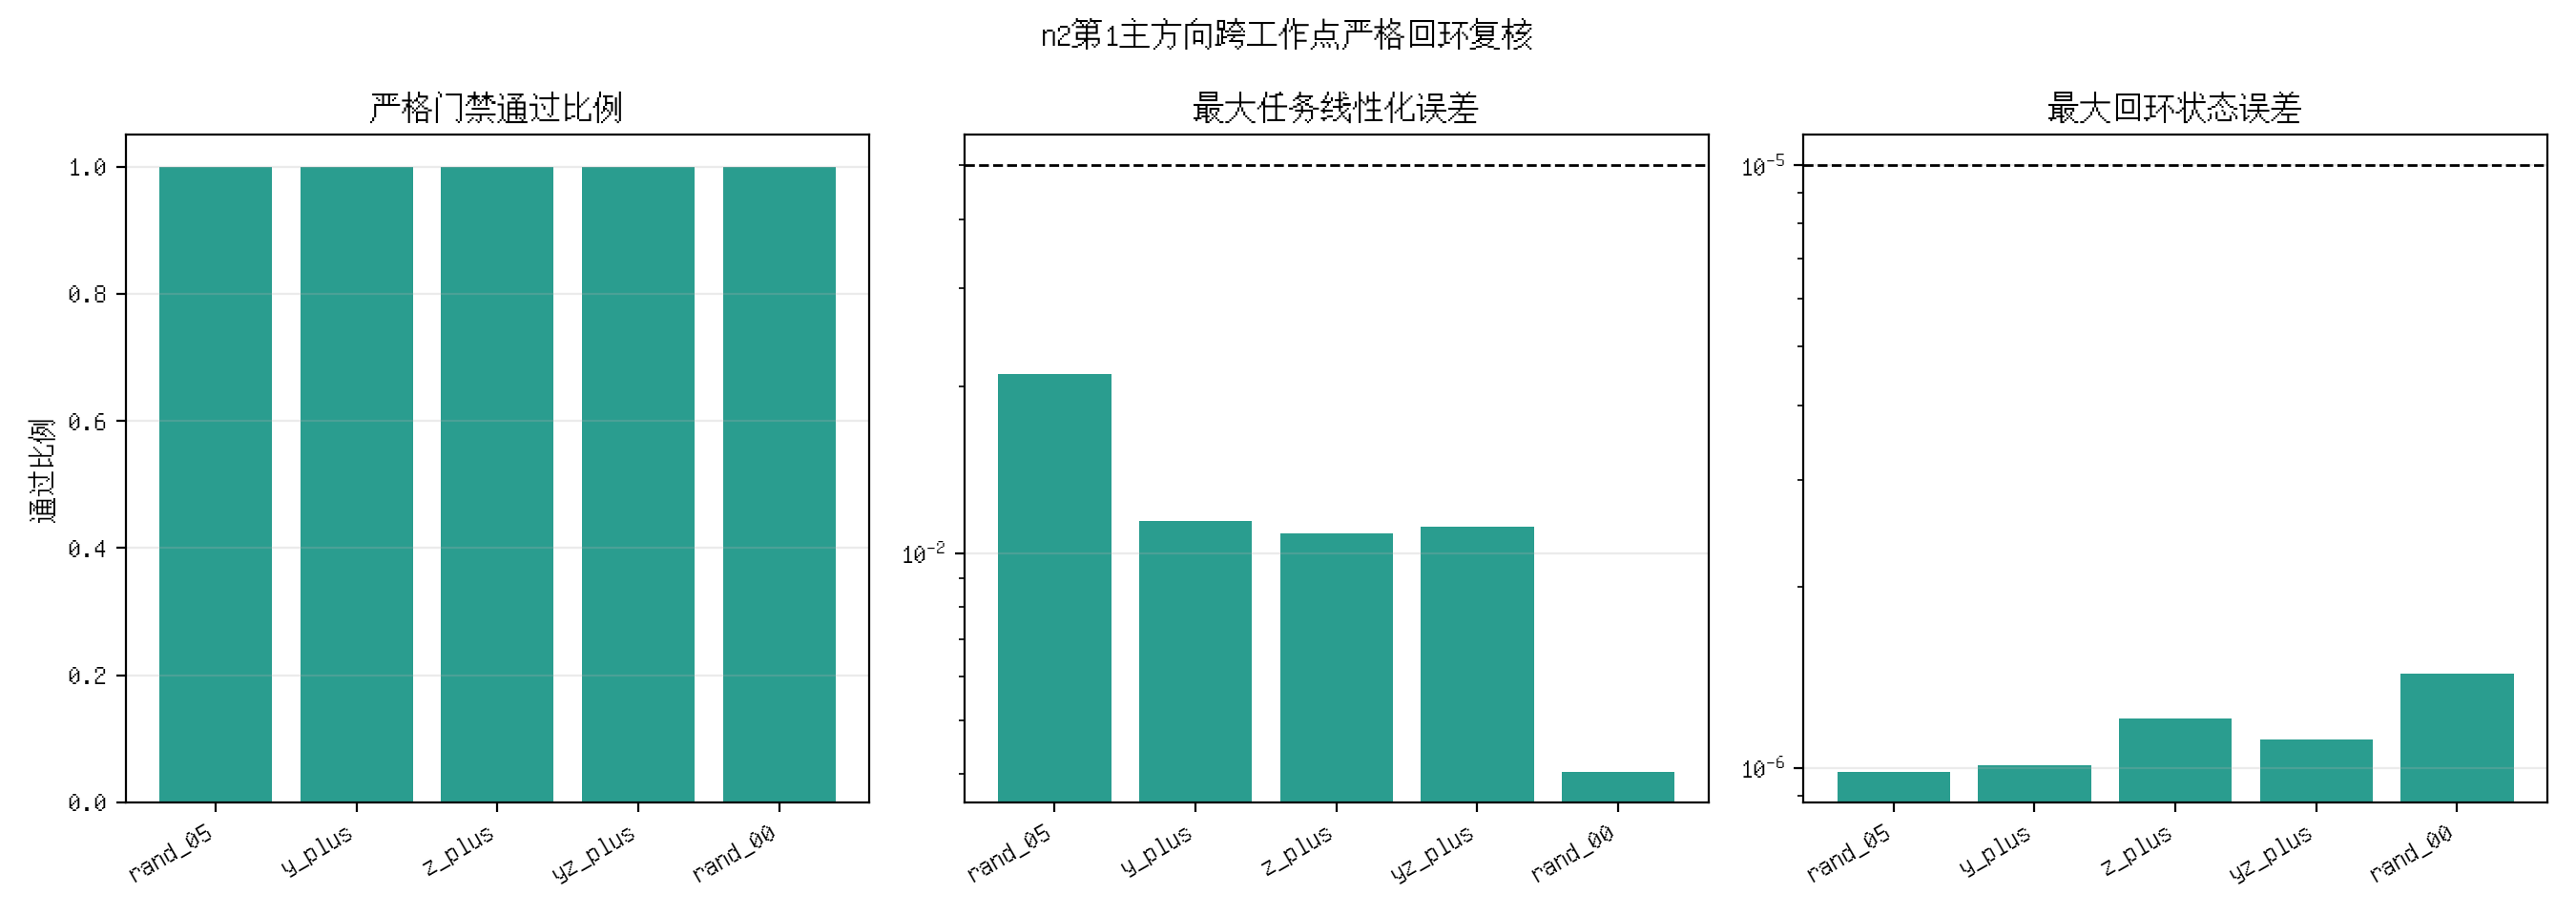 n2第1主方向跨工作点严格回环复核
严格门禁通过比例
通过比例
1.0
0.8
0.6
0.4
0.2
0.0
rand_05
y_plus
z_plus
yz_plus
rand_00
最大任务线性化误差
10⁻²
rand_05
y_plus
z_plus
yz_plus
rand_00
最大回环状态误差
10⁻⁵
10⁻⁶
rand_05
y_plus
z_plus
yz_plus
rand_00